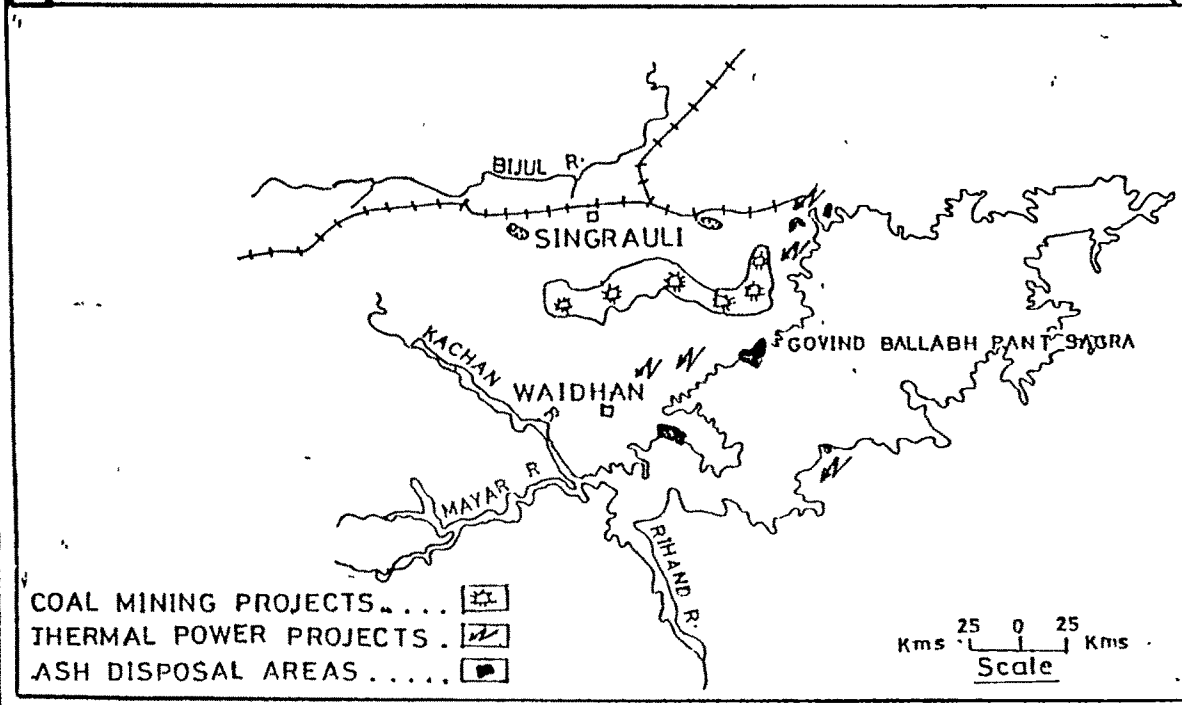 BIJUL R.
SINGRAULI
GOVIND BALLABH PANT SAGRA
KACHAN R
WAIDHAN
MAYAR R
RIHAND R.
COAL MINING PROJECTS.....
THERMAL POWER PROJECTS .
ASH DISPOSAL AREAS .....
25 0 25
Kms Kms
Scale